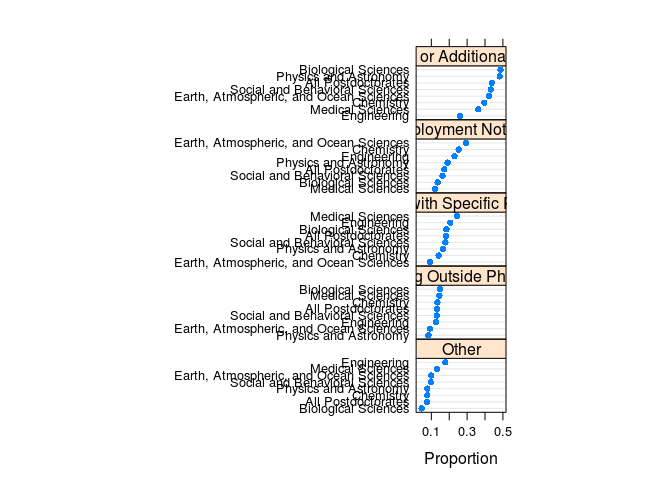 or Additiona
Biological Sciences
Physics and Astronomy
All Postdoctorates
Social and Behavioral Sciences
Earth, Atmospheric, and Ocean Sciences
Chemistry
Medical Sciences
Engineering
ployment Not
Earth, Atmospheric, and Ocean Sciences
Chemistry
Engineering
Physics and Astronomy
All Postdoctorates
Social and Behavioral Sciences
Biological Sciences
Medical Sciences
with Specific P
Medical Sciences
Engineering
Biological Sciences
All Postdoctorates
Social and Behavioral Sciences
Physics and Astronomy
Chemistry
Earth, Atmospheric, and Ocean Sciences
g Outside Ph
Biological Sciences
Medical Sciences
Chemistry
All Postdoctorates
Social and Behavioral Sciences
Engineering
Earth, Atmospheric, and Ocean Sciences
Physics and Astronomy
Other
Engineering
Medical Sciences
Earth, Atmospheric, and Ocean Sciences
Social and Behavioral Sciences
Physics and Astronomy
Chemistry
All Postdoctorates
Biological Sciences
0.1 0.3 0.5
Proportion